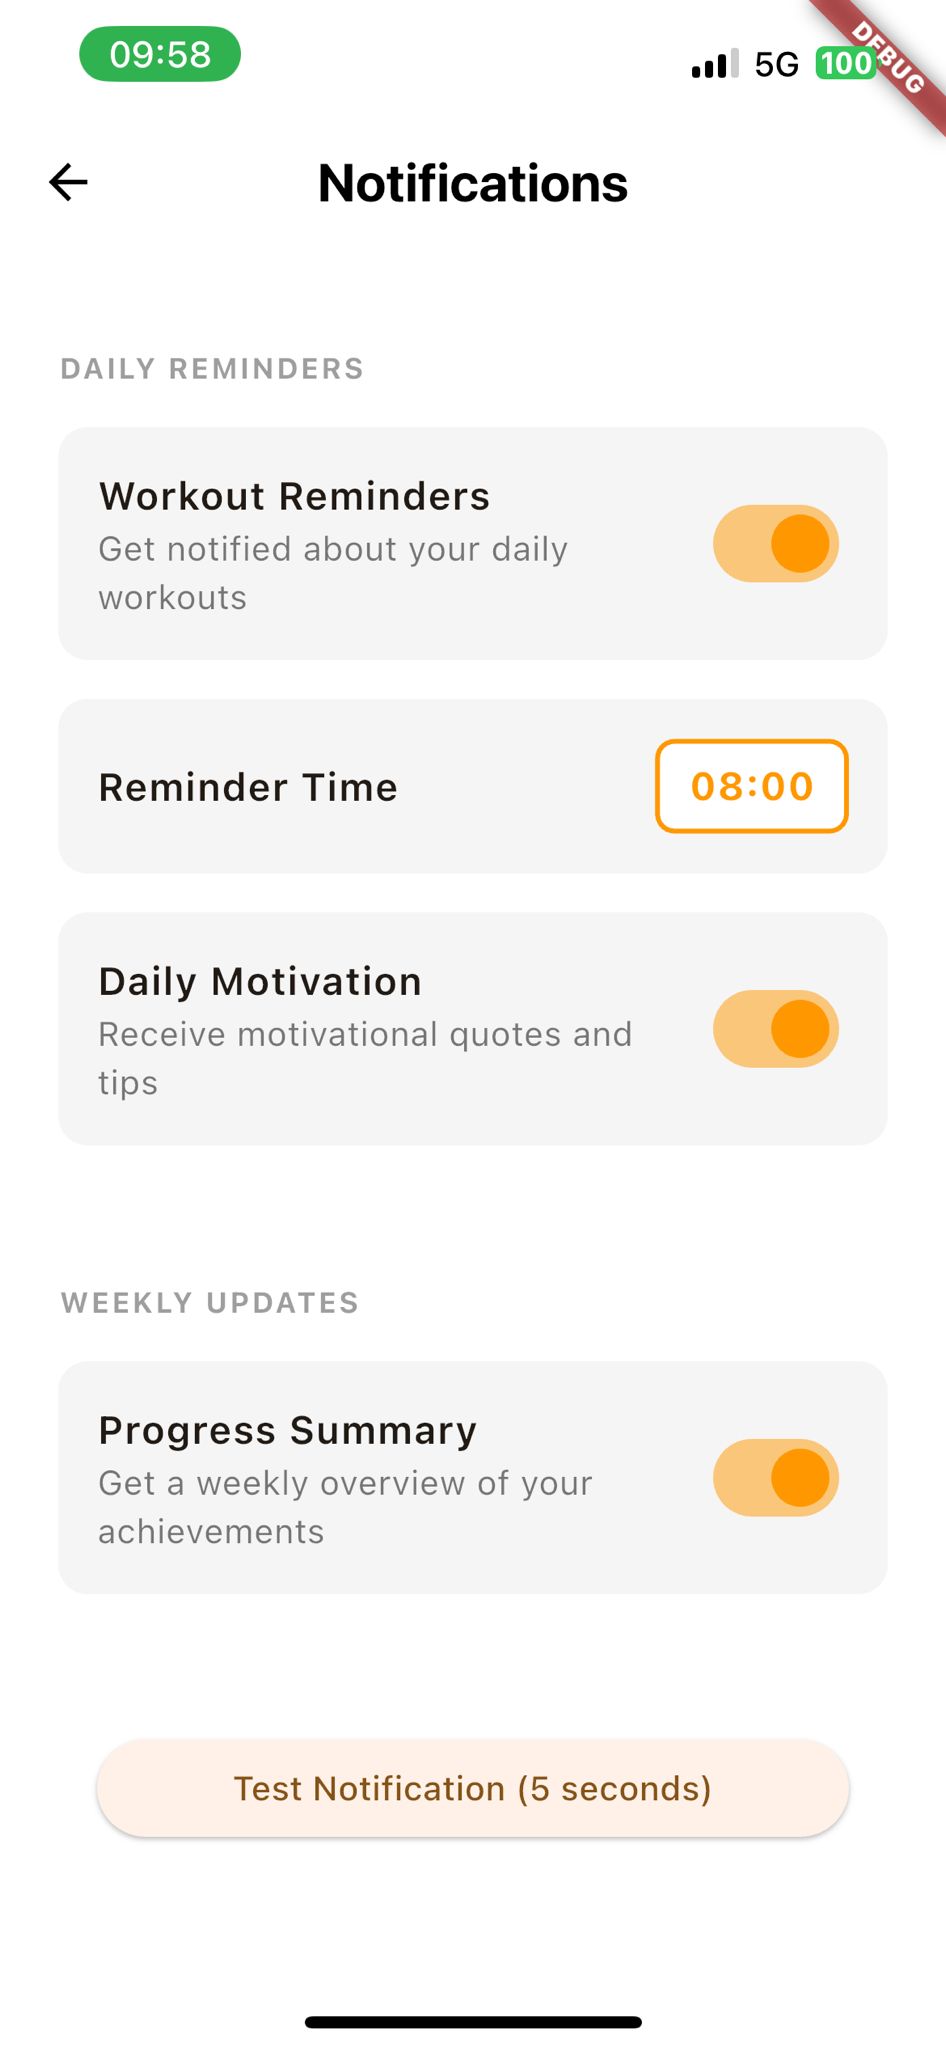 09:58
5G
100
DEBUG
Notifications
DAILY REMINDERS
Workout Reminders
Get notified about your daily
workouts
Reminder Time
08:00
Daily Motivation
Receive motivational quotes and
tips
WEEKLY UPDATES
Progress Summary
Get a weekly overview of your
achievements
Test Notification (5 seconds)